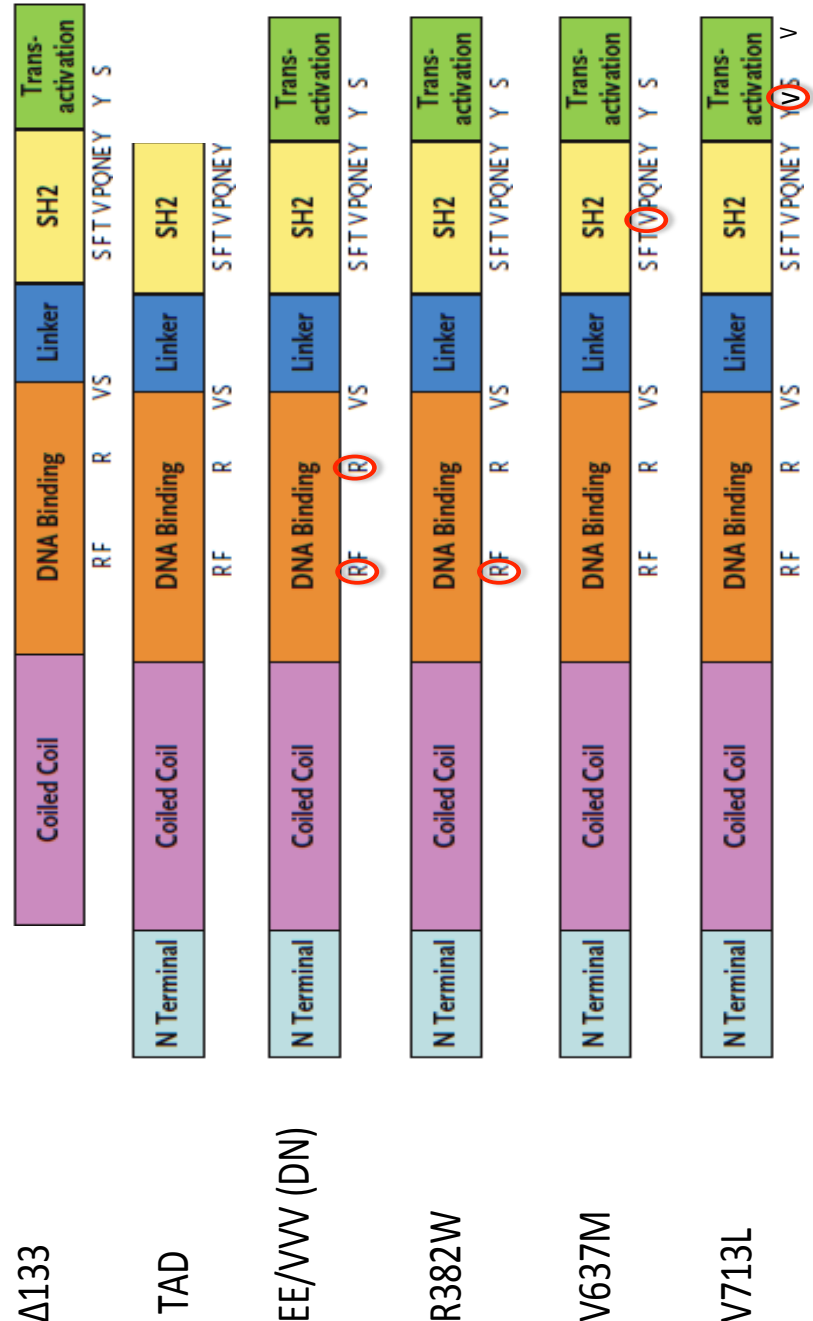 Δ133 Coiled Coil DNA Binding Linker SH2 Trans-
activation
RF R VS SFTVPQNEY Y S
TAD N Terminal Coiled Coil DNA Binding Linker SH2
RF R VS SFTVPQNEY
EE/VVV (DN) N Terminal Coiled Coil DNA Binding Linker SH2 Trans-
activation
RF R VS SFTVPQNEY Y S
R382W N Terminal Coiled Coil DNA Binding Linker SH2 Trans-
activation
RF R VS SFTVPQNEY Y S
V637M N Terminal Coiled Coil DNA Binding Linker SH2 Trans-
activation
RF R VS SFTVPQNEY Y S
V713L N Terminal Coiled Coil DNA Binding Linker SH2 Trans-
activation
RF R VS SFTVPQNEY Y V S V